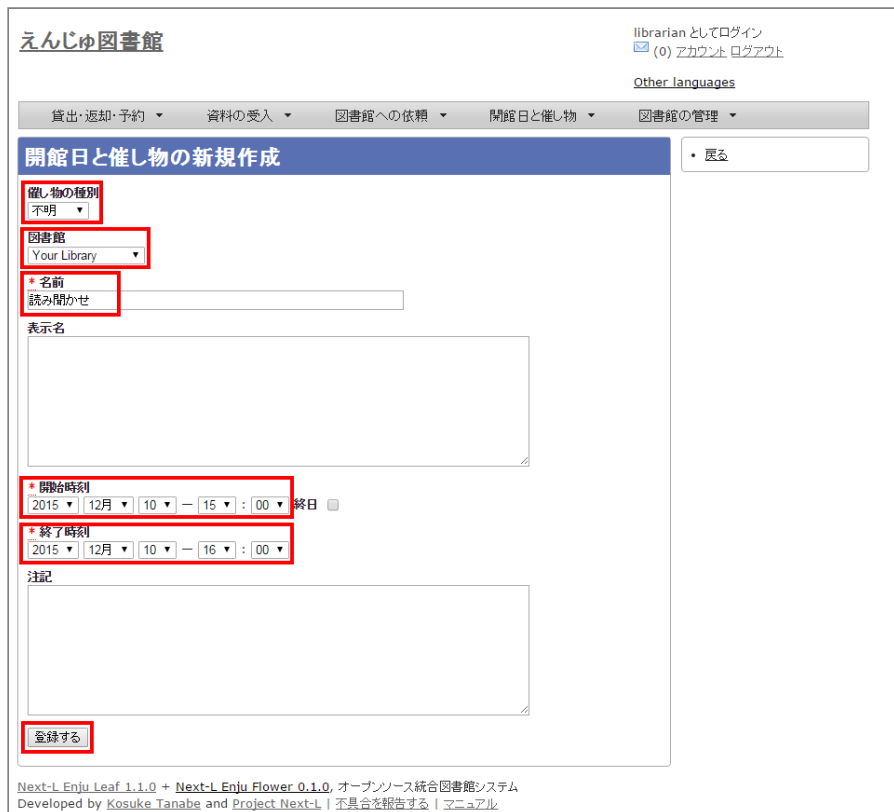 えんじゅ図書館
librarian としてログイン
(0) アカウント ログアウト
Other languages
貸出・返却・予約 ▼ 資料の受入 ▼ 図書館への依頼 ▼ 開館日と催し物 ▼ 図書館の管理 ▼
開館日と催し物の新規作成
• 戻る
催し物の種別
不明 ▼
図書館
Your Library ▼
* 名前
読み聞かせ
表示名
* 開始時刻
2015 ▼ 12月 ▼ 10 ▼ — 15 ▼ : 00 ▼ 終日
* 終了時刻
2015 ▼ 12月 ▼ 10 ▼ — 16 ▼ : 00 ▼
注記
登録する
Next-L Enju Leaf 1.1.0 + Next-L Enju Flower 0.1.0, オープンソース統合図書館システム
Developed by Kosuke Tanabe and Project Next-L | 不具合を報告する | マニュアル